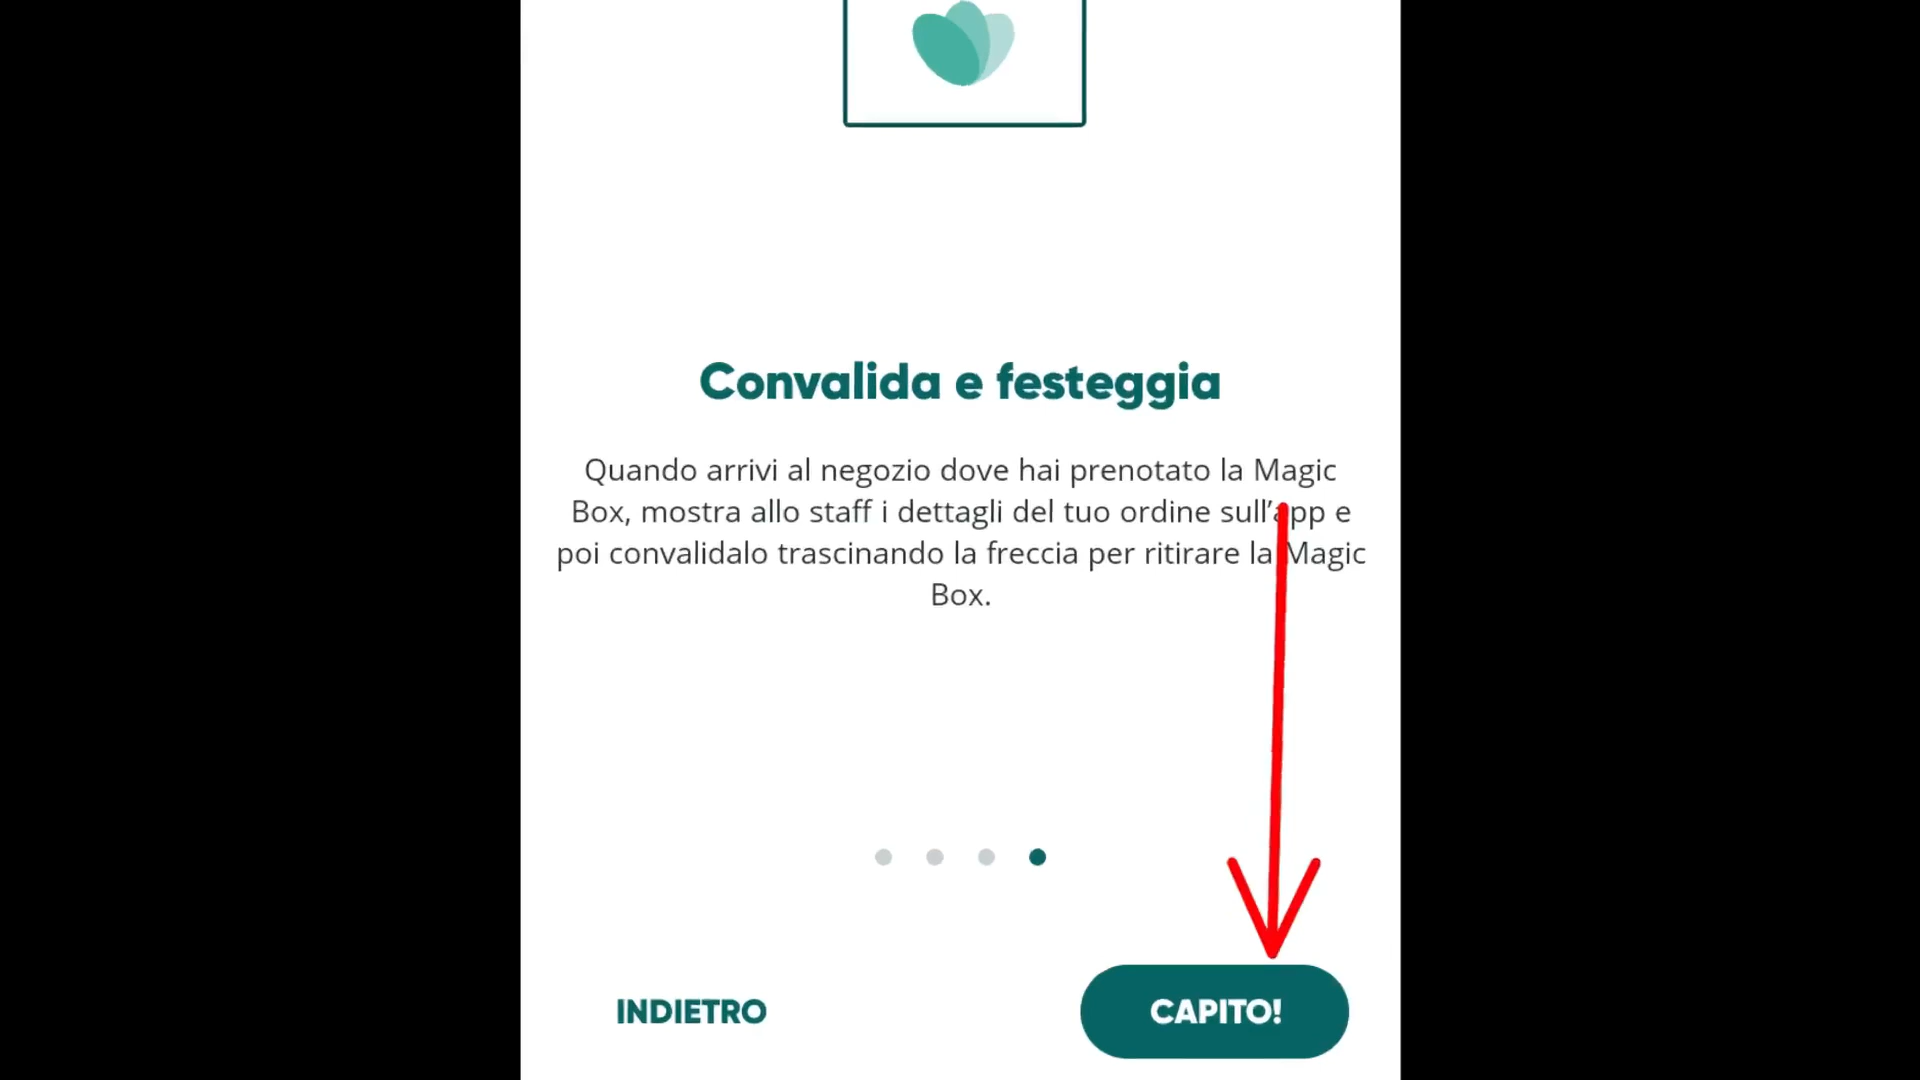 Convalida e festeggia
Quando arrivi al negozio dove hai prenotato la Magic
Box, mostra allo staff i dettagli del tuo ordine sull’app e
poi convalidalo trascinando la freccia per ritirare la Magic
Box.
INDIETRO
CAPITO!